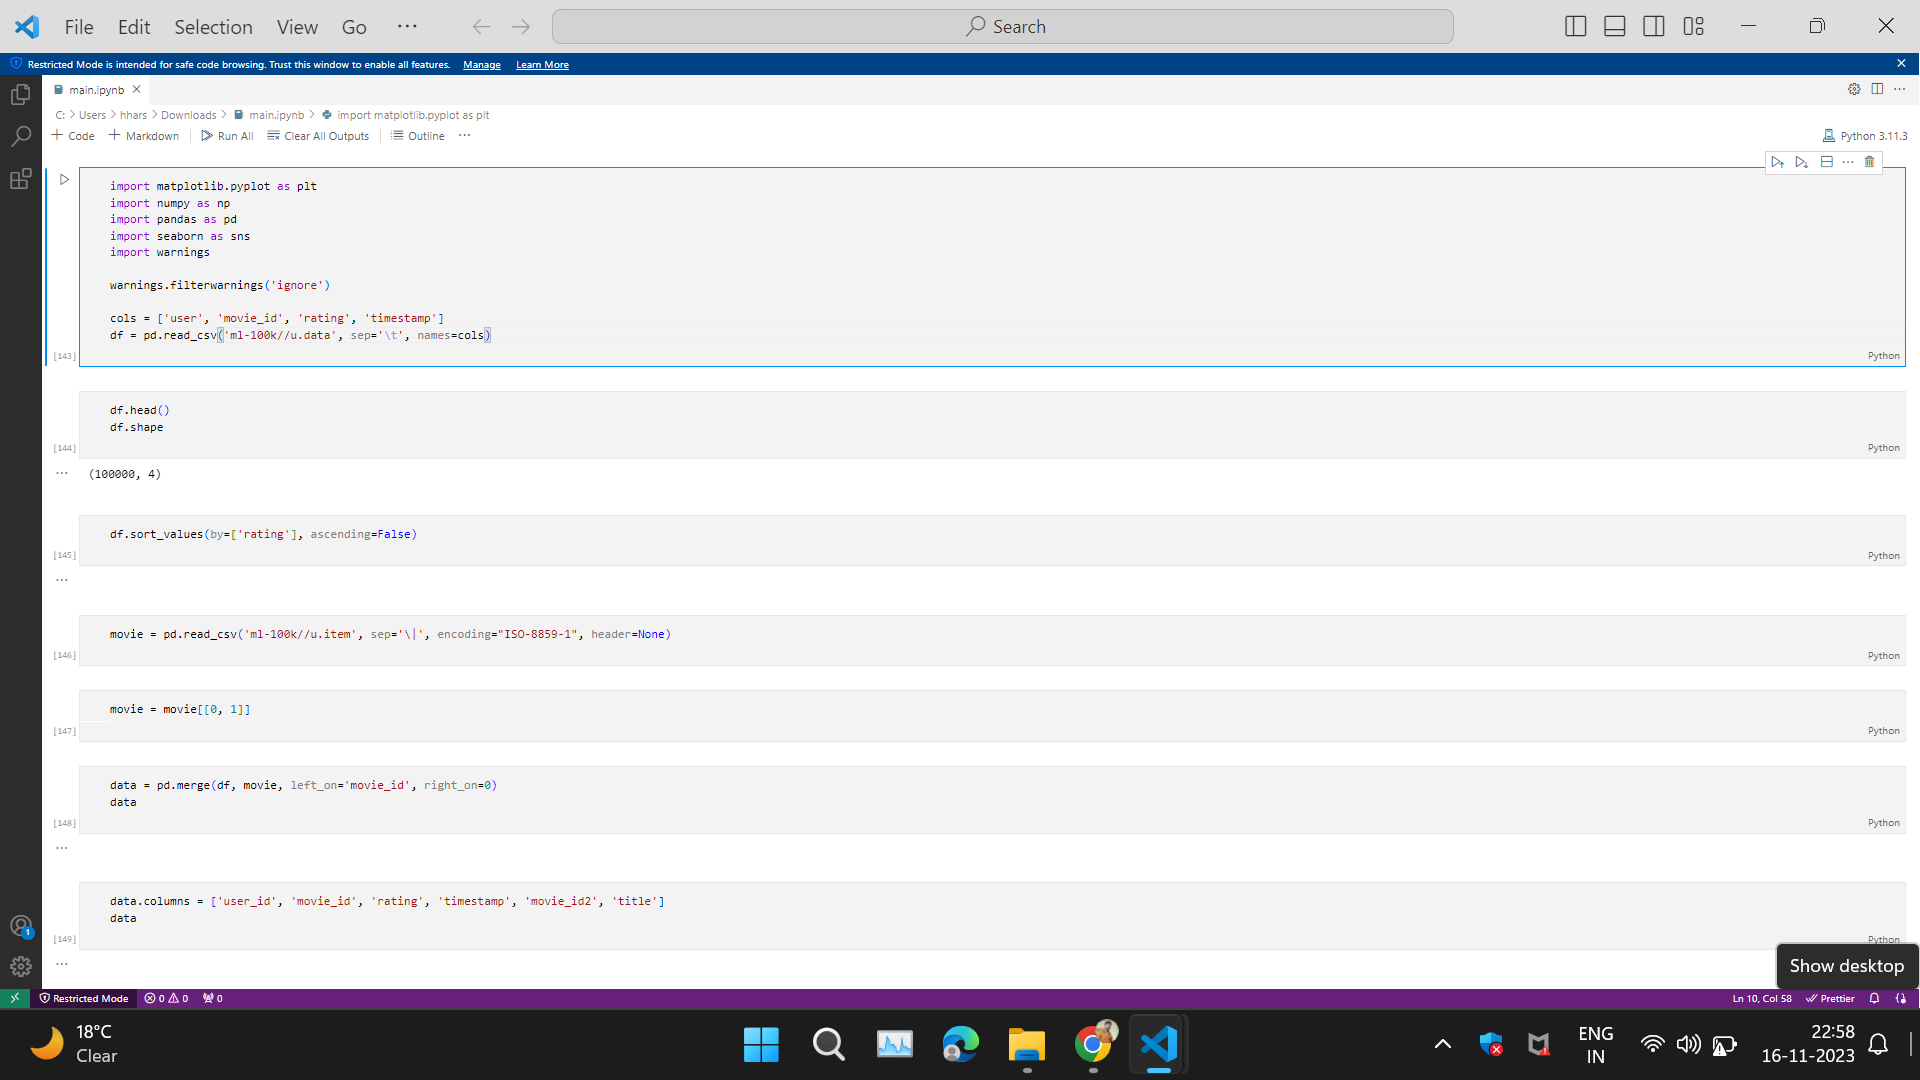 File Edit Selection View Go ··· Search
Restricted Mode is intended for safe code browsing. Trust this window to enable all features. Manage Learn More
main.ipynb
C: > Users > hhars > Downloads > main.ipynb > import matplotlib.pyplot as plt
+ Code + Markdown Run All Clear All Outputs Outline ··· Python 3.11.3
import matplotlib.pyplot as plt
import numpy as np
import pandas as pd
import seaborn as sns
import warnings
warnings.filterwarnings('ignore')
cols = ['user', 'movie_id', 'rating', 'timestamp']
df = pd.read_csv('ml-100k//u.data', sep='\t', names=cols)
[143] Python
df.head()
df.shape
[144] Python
(100000, 4)
df.sort_values(by=['rating'], ascending=False)
[145] Python
movie = pd.read_csv('ml-100k//u.item', sep='\|', encoding="ISO-8859-1", header=None)
[146] Python
movie = movie[[0, 1]]
[147] Python
data = pd.merge(df, movie, left_on='movie_id', right_on=0)
data
[148] Python
data.columns = ['user_id', 'movie_id', 'rating', 'timestamp', 'movie_id2', 'title']
data
[149] Python
Show desktop
1
Restricted Mode 0 0 0 Ln 10, Col 58 Prettier
18°C
Clear
ENG
IN
22:58
16-11-2023